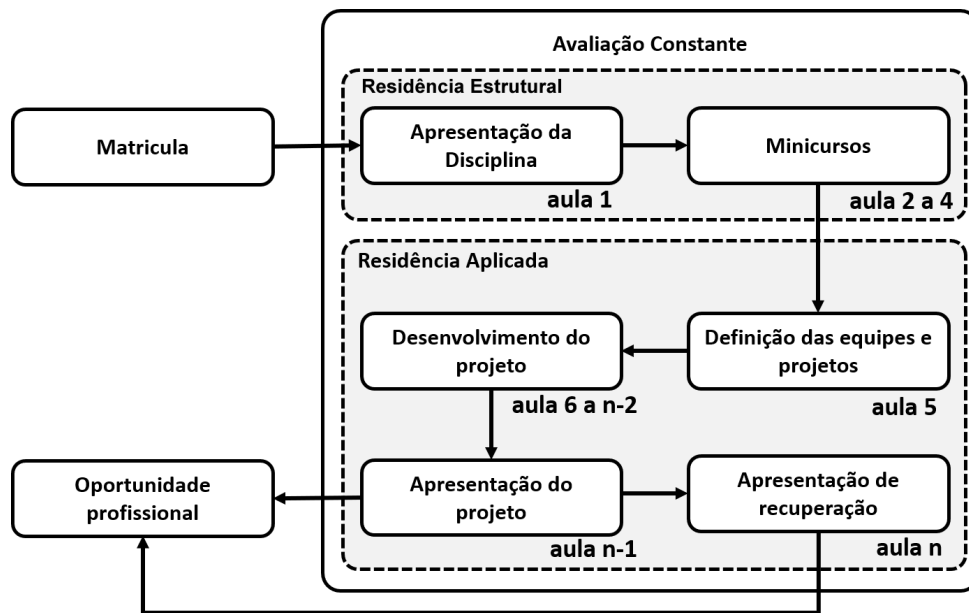 Avaliação Constante
Residência Estrutural
Matricula
Apresentação da
Disciplina
aula 1
Minicursos
aula 2 a 4
Residência Aplicada
Definição das equipes e
projetos
aula 5
Desenvolvimento do
projeto
aula 6 a n-2
Apresentação do
projeto
aula n-1
Apresentação de
recuperação
aula n
Oportunidade
profissional